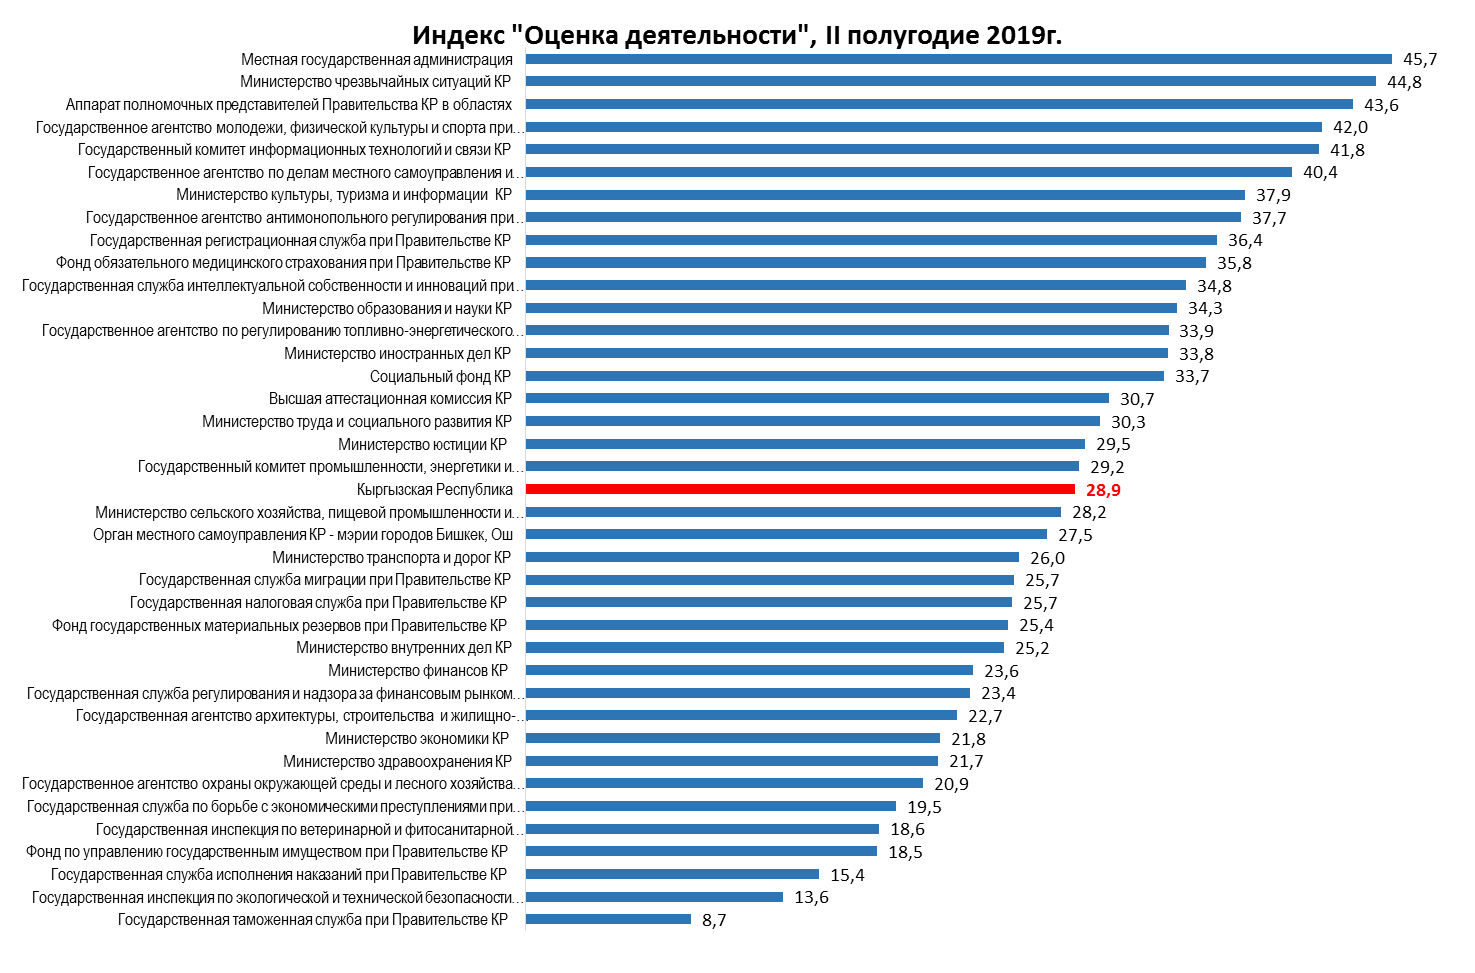 Индекс "Оценка деятельности", II полугодие 2019г.
Местная государственная администрация 45,7
Министерство чрезвычайных ситуаций КР 44,8
Аппарат полномочных представителей Правительства КР в областях 43,6
Государственное агентство молодежи, физической культуры и спорта при... 42,0
Государственный комитет информационных технологий и связи КР 41,8
Государственное агентство по делам местного самоуправления и... 40,4
Министерство культуры, туризма и информации КР 37,9
Государственное агентство антимонопольного регулирования при... 37,7
Государственная регистрационная служба при Правительстве КР 36,4
Фонд обязательного медицинского страхования при Правительстве КР 35,8
Государственная служба интеллектуальной собственности и инноваций при... 34,8
Министерство образования и науки КР 34,3
Государственное агентство по регулированию топливно-энергетического... 33,9
Министерство иностранных дел КР 33,8
Социальный фонд КР 33,7
Высшая аттестационная комиссия КР 30,7
Министерство труда и социального развития КР 30,3
Министерство юстиции КР 29,5
Государственный комитет промышленности, энергетики и... 29,2
Кыргызская Республика 28,9
Министерство сельского хозяйства, пищевой промышленности и... 28,2
Орган местного самоуправления КР - мэрии городов Бишкек, Ош 27,5
Министерство транспорта и дорог КР 26,0
Государственная служба миграции при Правительстве КР 25,7
Государственная налоговая служба при Правительстве КР 25,7
Фонд государственных материальных резервов при Правительстве КР 25,4
Министерство внутренних дел КР 25,2
Министерство финансов КР 23,6
Государственная служба регулирования и надзора за финансовым рынком... 23,4
Государственная агентство архитектуры, строительства и жилищно-... 22,7
Министерство экономики КР 21,8
Министерство здравоохранения КР 21,7
Государственное агентство охраны окружающей среды и лесного хозяйства... 20,9
Государственная служба по борьбе с экономическими преступлениями при... 19,5
Государственная инспекция по ветеринарной и фитосанитарной... 18,6
Фонд по управлению государственным имуществом при Правительстве КР 18,5
Государственная служба исполнения наказаний при Правительстве КР 15,4
Государственная инспекция по экологической и технической безопасности... 13,6
Государственная таможенная служба при Правительстве КР 8,7